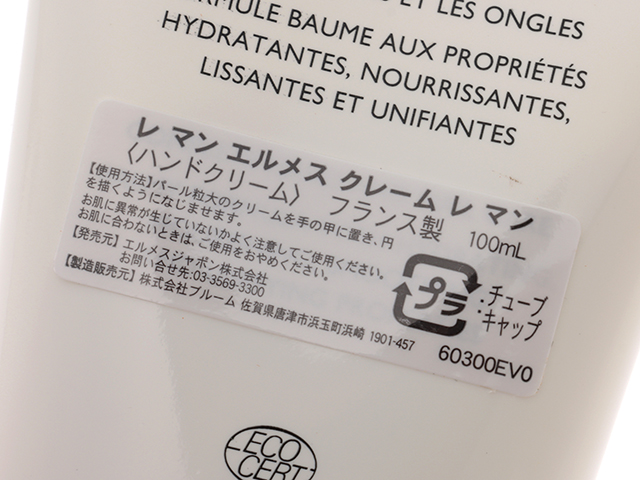 ET LES ONGLES
FORMULE BAUME AUX PROPRIÉTÉS
HYDRATANTES, NOURRISSANTES,
LISSANTES ET UNIFIANTES
レ マン エルメス クレーム レ マン
〈ハンドクリーム〉 フランス製 100mL
【使用方法】パール粒大のクリームを手の甲に置き、円
を描くようになじませます。
お肌に異常が生じていないかよく注意してご使用ください。
お肌に合わないときは、ご使用をおやめください。
【発売元】エルメスジャポン株式会社
お問い合せ先:03-3569-3300
【製造販売元】株式会社ブルーム 佐賀県唐津市浜玉町浜崎 1901-457
プラ
:チューブ
:キャップ
60300EV0
ECO
CERT